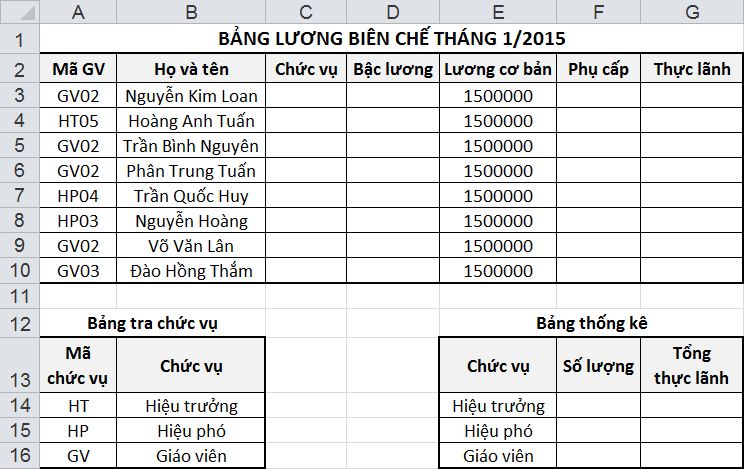 A B C D E F G
1 BẢNG LƯƠNG BIÊN CHẾ THÁNG 1/2015
2 Mã GV Họ và tên Chức vụ Bậc lương Lương cơ bản Phụ cấp Thực lãnh
3 GV02 Nguyễn Kim Loan 1500000
4 HT05 Hoàng Anh Tuấn 1500000
5 GV02 Trần Bình Nguyên 1500000
6 GV02 Phân Trung Tuấn 1500000
7 HP04 Trần Quốc Huy 1500000
8 HP03 Nguyễn Hoàng 1500000
9 GV02 Võ Văn Lân 1500000
10 GV03 Đào Hồng Thắm 1500000
11
12 Bảng tra chức vụ Bảng thống kê
13 Mã chức vụ Chức vụ Chức vụ Số lượng Tổng thực lãnh
14 HT Hiệu trưởng Hiệu trưởng
15 HP Hiệu phó Hiệu phó
16 GV Giáo viên Giáo viên